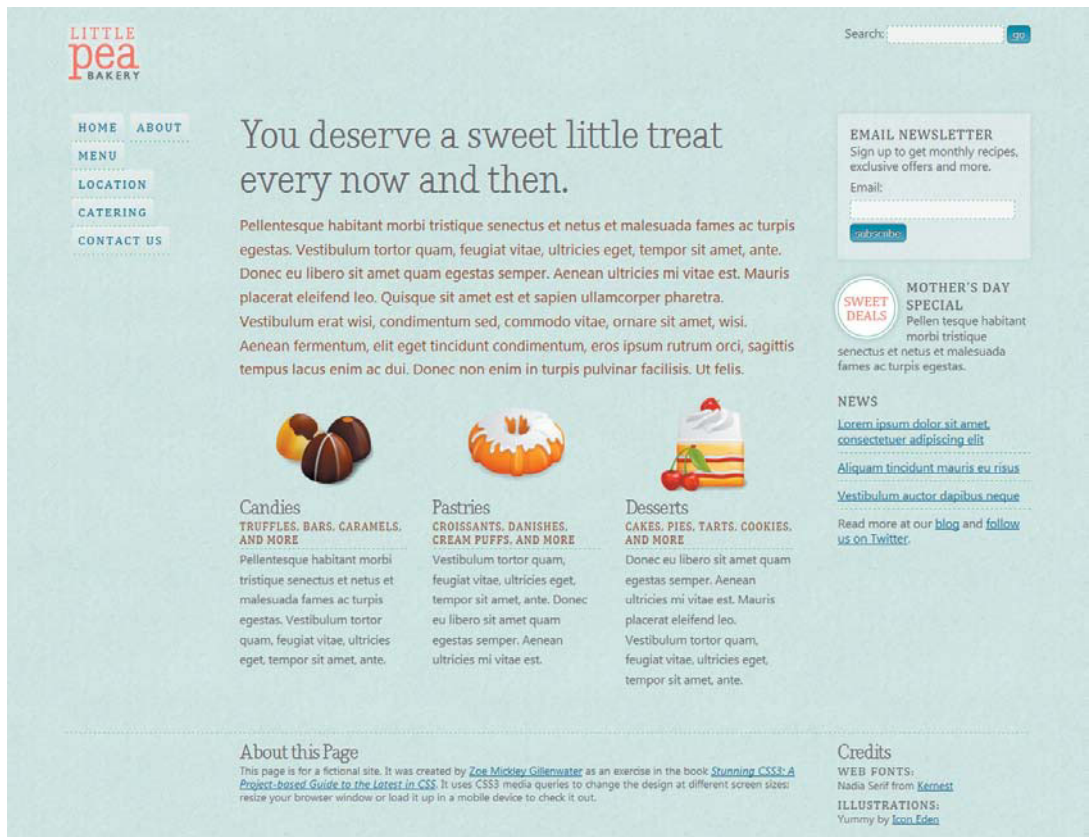 LITTLE
pea
BAKERY
Search:
go
HOME ABOUT
MENU
LOCATION
CATERING
CONTACT US
You deserve a sweet little treat
every now and then.
Pellentesque habitant morbi tristique senectus et netus et malesuada fames ac turpis
egestas. Vestibulum tortor quam, feugiat vitae, ultricies eget, tempor sit amet, ante.
Donec eu libero sit amet quam egestas semper. Aenean ultricies mi vitae est. Mauris
placerat eleifend leo. Quisque sit amet est et sapien ullamcorper pharetra.
Vestibulum erat wisi, condimentum sed, commodo vitae, ornare sit amet, wisi.
Aenean fermentum, elit eget tincidunt condimentum, eros ipsum rutrum orci, sagittis
tempus lacus enim ac dui. Donec non enim in turpis pulvinar facilisis. Ut felis.
Candies
TRUFFLES, BARS, CARAMELS,
AND MORE
Pellentesque habitant morbi
tristique senectus et netus et
malesuada fames ac turpis
egestas. Vestibulum tortor
quam, feugiat vitae, ultricies
eget, tempor sit amet, ante.
Pastries
CROISSANTS, DANISHES,
CREAM PUFFS, AND MORE
Vestibulum tortor quam,
feugiat vitae, ultricies eget,
tempor sit amet, ante. Donec
eu libero sit amet quam
egestas semper. Aenean
ultricies mi vitae est.
Desserts
CAKES, PIES, TARTS, COOKIES,
AND MORE
Donec eu libero sit amet quam
egestas semper. Aenean
ultricies mi vitae est. Mauris
placerat eleifend leo.
Vestibulum tortor quam,
feugiat vitae, ultricies eget,
tempor sit amet, ante.
EMAIL NEWSLETTER
Sign up to get monthly recipes,
exclusive offers and more.
Email:
subscribe
SWEET
DEALS
MOTHER'S DAY
SPECIAL
Pellen tesque habitant
morbi tristique
senectus et netus et malesuada
fames ac turpis egestas.
NEWS
Lorem ipsum dolor sit amet,
consectetuer adipiscing elit
Aliquam tincidunt mauris eu risus
Vestibulum auctor dapibus neque
Read more at our blog and follow
us on Twitter.
About this Page
This page is for a fictional site. It was created by Zoe Mickley Gillenwater as an exercise in the book Stunning CSS3: A
Project-based Guide to the Latest in CSS. It uses CSS3 media queries to change the design at different screen sizes:
resize your browser window or load it up in a mobile device to check it out.
Credits
WEB FONTS:
Nadia Serif from Kernest
ILLUSTRATIONS:
Yummy by Icon Eden